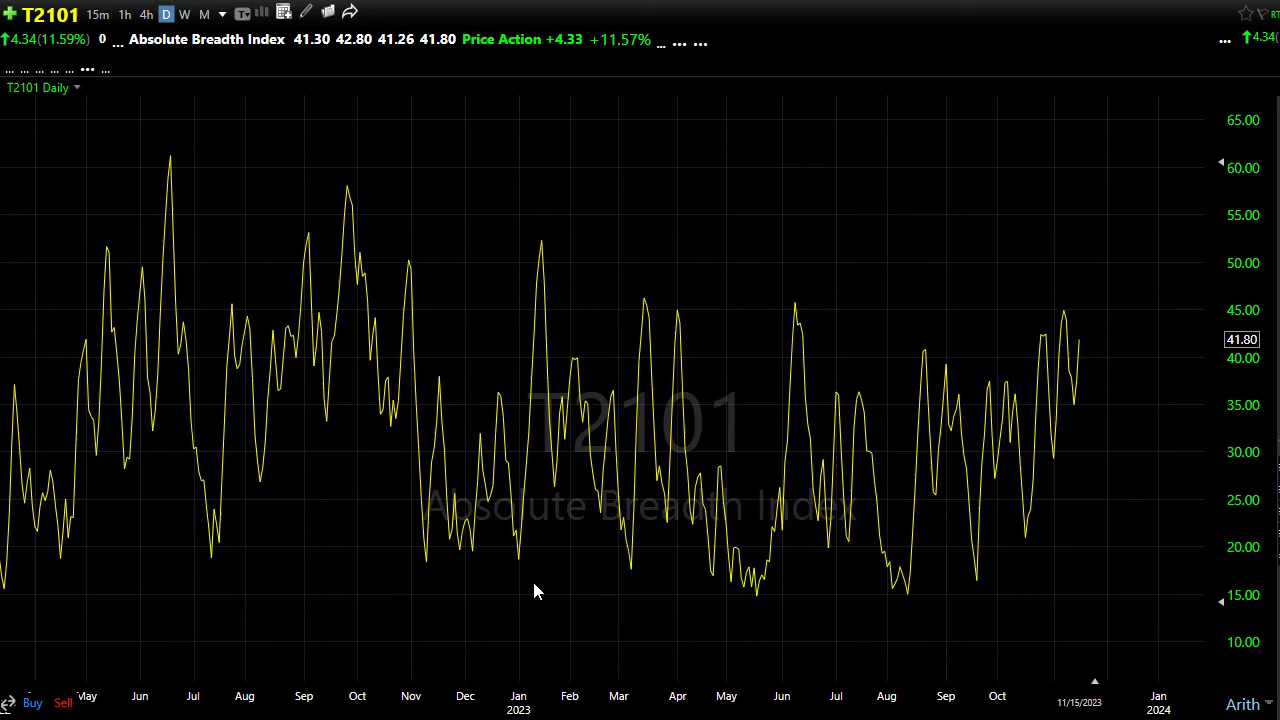 T2101 15m 1h 4h D W M T RT
4.34(11.59%) 0 ... Absolute Breadth Index 41.30 42.80 41.26 41.80 Price Action +4.33 +11.57% ... ... ... ... 4.34(
... ... ... ... ... ... ...
T2101 Daily
65.00
60.00
55.00
50.00
45.00
41.80
40.00
35.00
30.00
25.00
20.00
15.00
10.00
T2101
Absolute Breadth Index
May Jun Jul Aug Sep Oct Nov Dec Jan Feb Mar Apr May Jun Jul Aug Sep Oct Jan
Buy Sell 2023 11/15/2023 2024 Arith